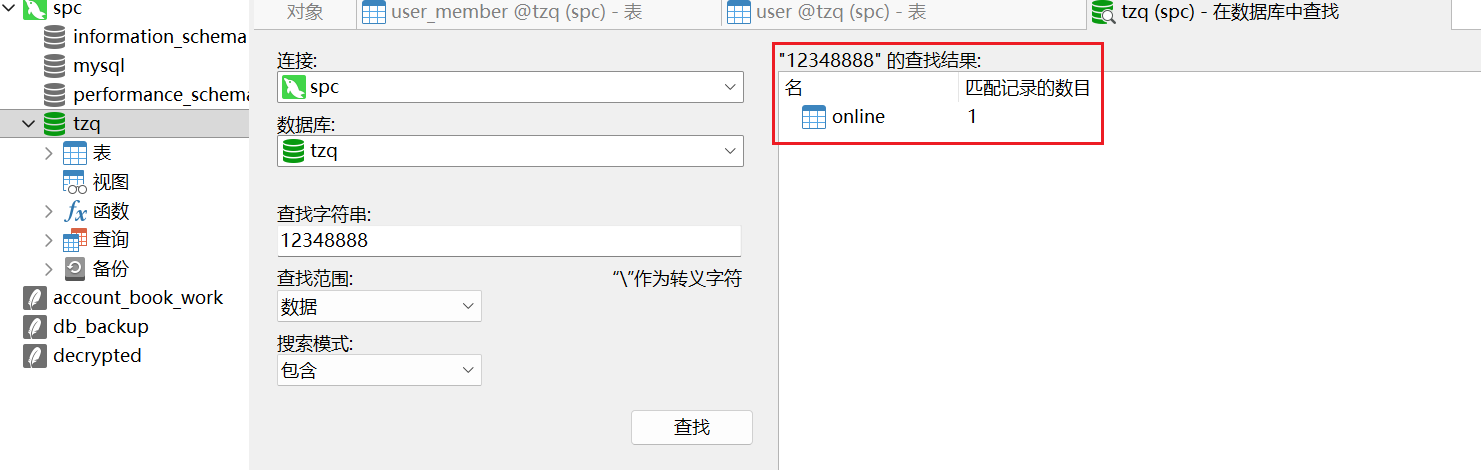 spc
information_schema
mysql
performance_schema
tzq
表
视图
函数
查询
备份
account_book_work
db_backup
decrypted
对象
user_member @tzq (spc) - 表
user @tzq (spc) - 表
tzq (spc) - 在数据库中查找
连接:
spc
数据库:
tzq
查找字符串:
12348888
查找范围:
“\”作为转义字符
数据
搜索模式:
包含
查找
"12348888" 的查找结果:
名 匹配记录的数目
online 1